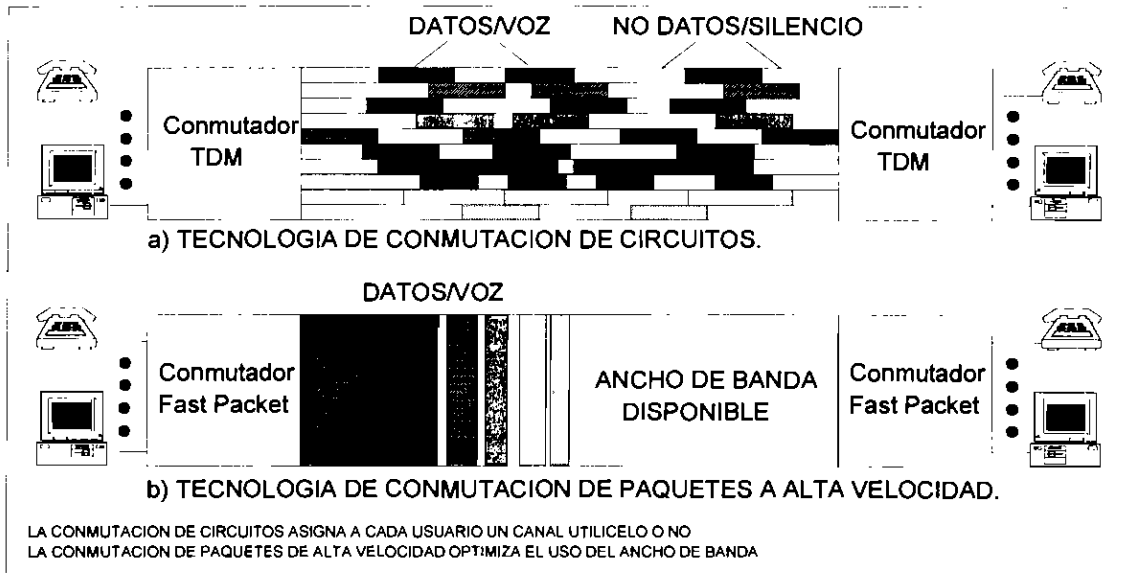 DATOS/VOZ NO DATOS/SILENCIO
Conmutador
TDM
Conmutador
TDM
a) TECNOLOGIA DE CONMUTACION DE CIRCUITOS.
DATOS/VOZ
Conmutador
Fast Packet
ANCHO DE BANDA
DISPONIBLE
Conmutador
Fast Packet
b) TECNOLOGIA DE CONMUTACION DE PAQUETES A ALTA VELOCIDAD.
LA CONMUTACION DE CIRCUITOS ASIGNA A CADA USUARIO UN CANAL UTILICELO O NO
LA CONMUTACION DE PAQUETES DE ALTA VELOCIDAD OPTIMIZA EL USO DEL ANCHO DE BANDA